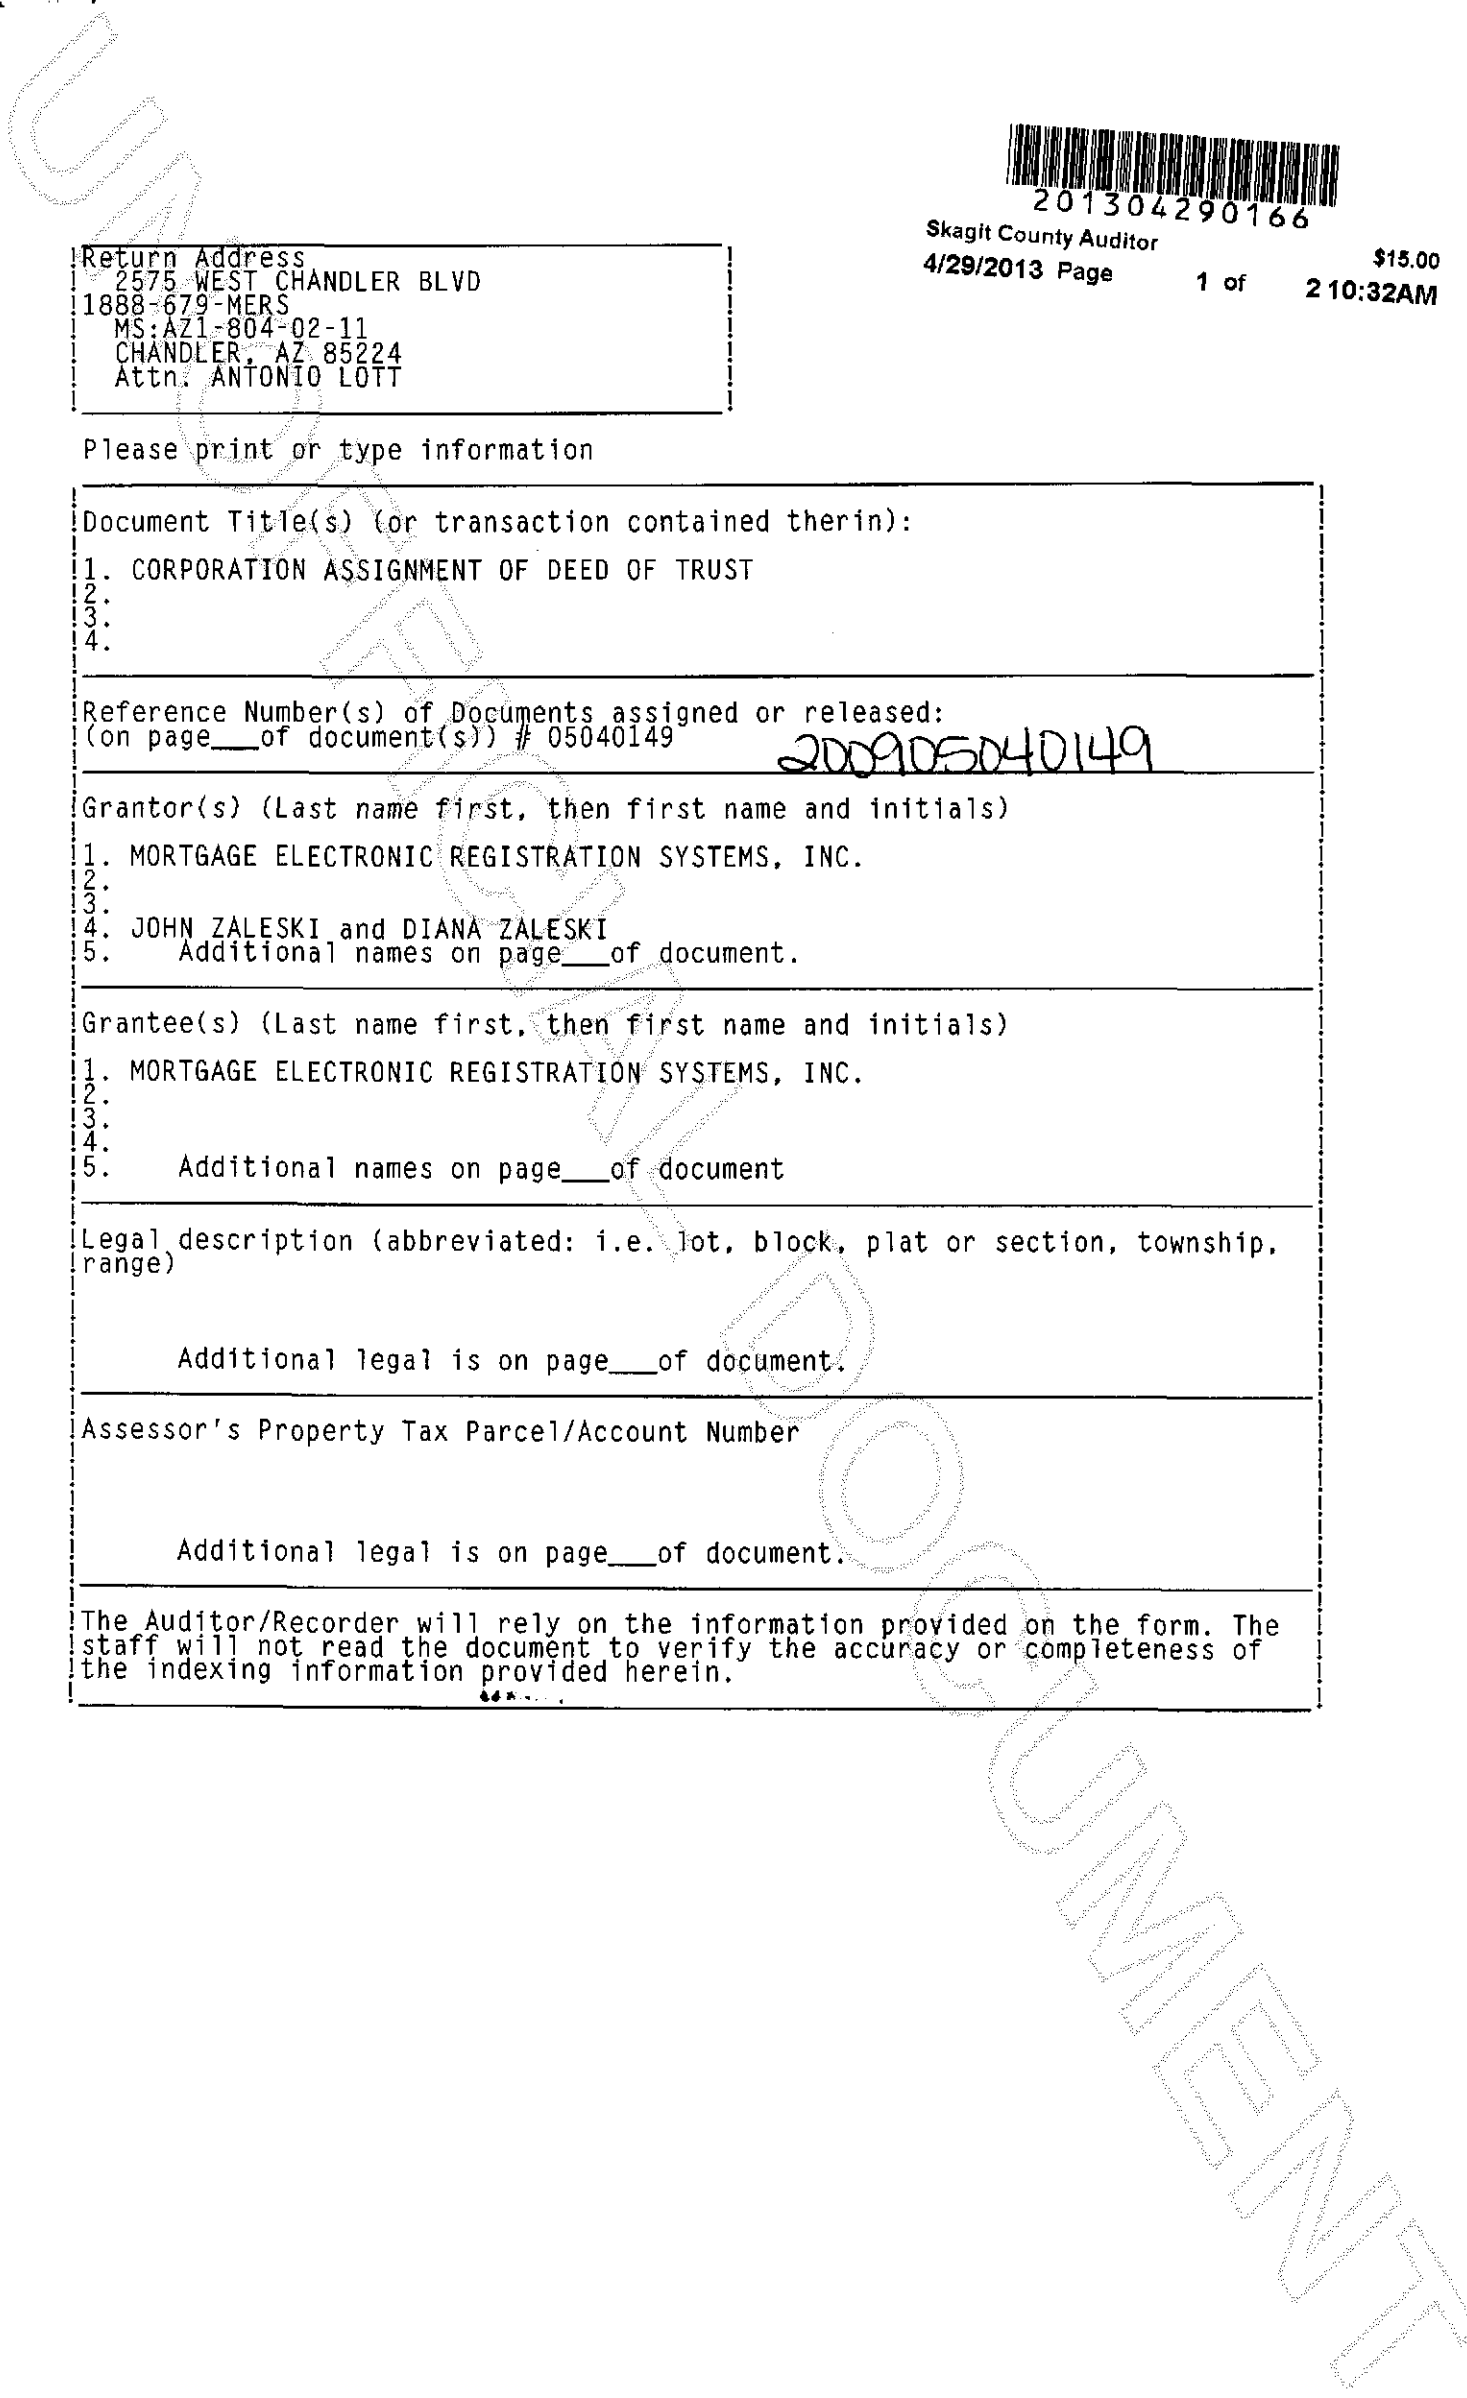 201304290166
Skagit County Auditor
$15.00
4/29/2013 Page 1 of 2 10:32AM
Return Address
2575 WEST CHANDLER BLVD
1888-679-MERS
MS:AZ1-804-02-11
CHANDLER, AZ 85224
Attn: ANTONIO LOTT
Please print or type information
Document Title(s) (or transaction contained therin):
1. CORPORATION ASSIGNMENT OF DEED OF TRUST
2.
3.
4.
Reference Number(s) of Documents assigned or released:
(on page___of document(s)) # 05040149
200905040149
Grantor(s) (Last name first, then first name and initials)
1. MORTGAGE ELECTRONIC REGISTRATION SYSTEMS, INC.
2.
3.
4. JOHN ZALESKI and DIANA ZALESKI
5. Additional names on page___of document.
Grantee(s) (Last name first, then first name and initials)
1. MORTGAGE ELECTRONIC REGISTRATION SYSTEMS, INC.
2.
3.
4.
5. Additional names on page___of document
Legal description (abbreviated: i.e. lot, block, plat or section, township,
range)
Additional legal is on page___of document.
Assessor's Property Tax Parcel/Account Number
Additional legal is on page___of document.
The Auditor/Recorder will rely on the information provided on the form. The
staff will not read the document to verify the accuracy or completeness of
the indexing information provided herein.
UNOFFICIAL DOCUMENT